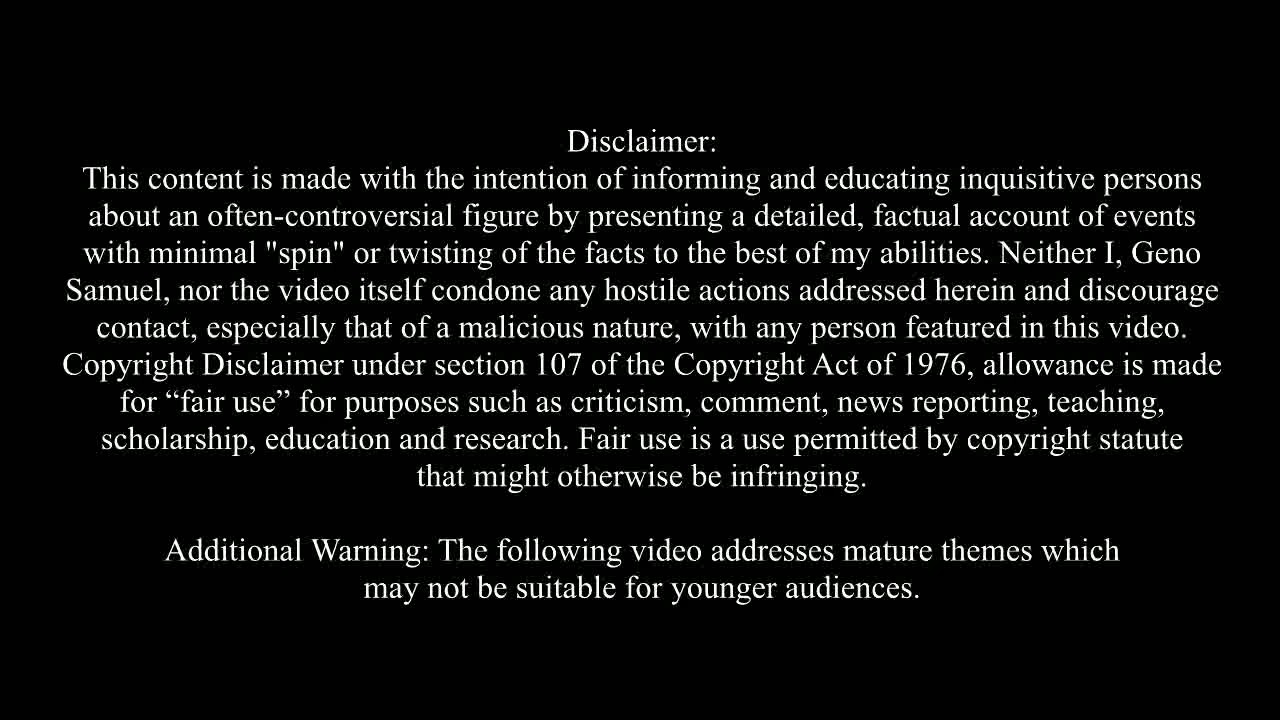 Disclaimer:
This content is made with the intention of informing and educating inquisitive persons
about an often-controversial figure by presenting a detailed, factual account of events
with minimal "spin" or twisting of the facts to the best of my abilities. Neither I, Geno
Samuel, nor the video itself condone any hostile actions addressed herein and discourage
contact, especially that of a malicious nature, with any person featured in this video.
Copyright Disclaimer under section 107 of the Copyright Act of 1976, allowance is made
for “fair use” for purposes such as criticism, comment, news reporting, teaching,
scholarship, education and research. Fair use is a use permitted by copyright statute
that might otherwise be infringing.
Additional Warning: The following video addresses mature themes which
may not be suitable for younger audiences.